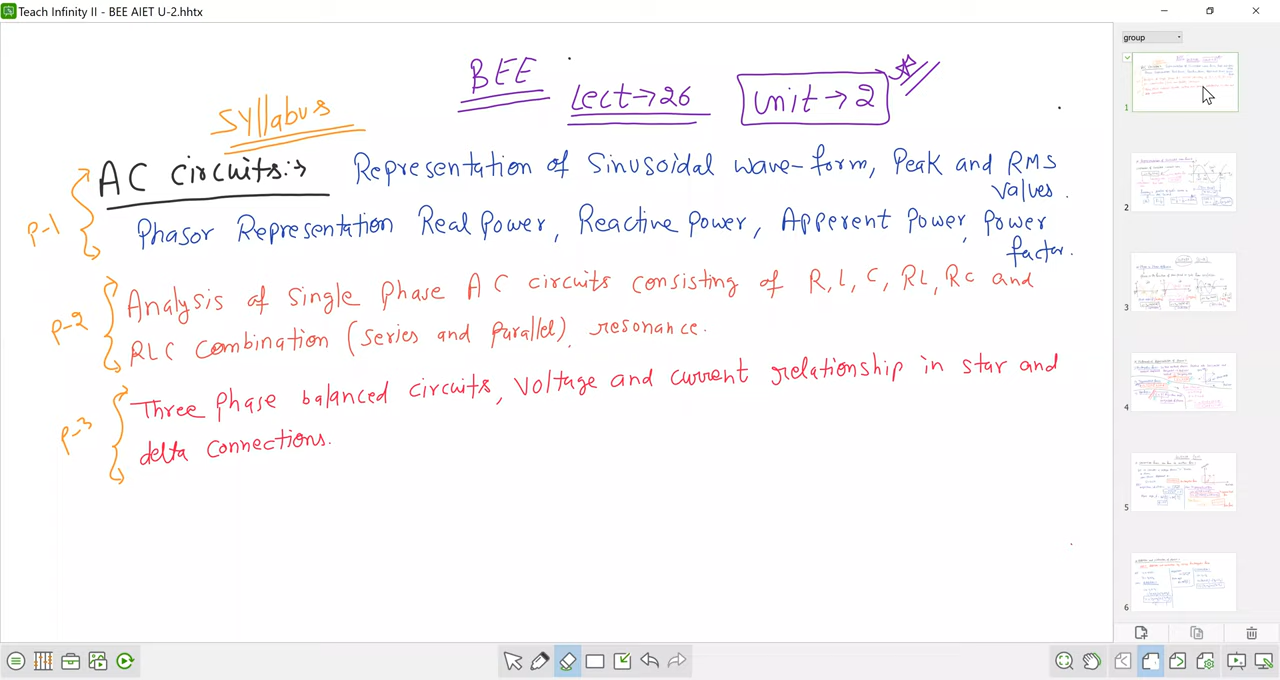 Teach Infinity II - BEE AIET U-2.hhtx
group
BEE
Lect→26
Unit→2
Syllabus
AC Circuits:→ Representation of Sinusoidal wave-form, Peak and RMS
values.
P-1
Phasor Representation Real Power, Reactive Power, Apperent Power, Power
factor.
P-2
Analysis of Single Phase AC circuits consisting of R, L, C, RL, RC and
RLC Combination (series and parallel), resonance.
P-3
Three Phase balanced circuits, voltage and current relationship in star and
delta connections.
1
2
3
4
5
6